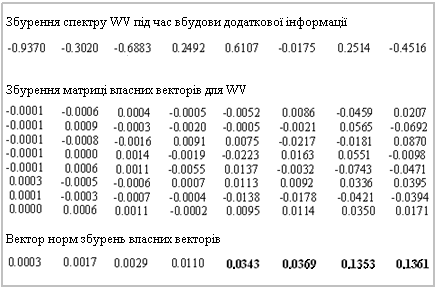 Збурення спектру WV під час вбудови додаткової інформації
-0.9370 -0.3020 -0.6883 0.2492 0.6107 -0.0175 0.2514 -0.4516
Збурення матриці власних векторів для WV
-0.0001 -0.0006 0.0004 -0.0005 -0.0052 0.0086 -0.0459 0.0207
-0.0001 0.0009 -0.0003 -0.0020 -0.0005 -0.0021 0.0565 -0.0692
-0.0001 -0.0008 -0.0016 0.0091 0.0075 -0.0217 -0.0181 0.0870
-0.0001 0.0000 0.0014 -0.0019 -0.0223 0.0163 0.0551 -0.0098
-0.0001 0.0006 0.0011 -0.0055 0.0137 -0.0032 -0.0743 -0.0471
0.0003 -0.0005 -0.0006 0.0007 0.0113 0.0092 0.0336 0.0395
0.0001 -0.0003 -0.0007 -0.0004 -0.0138 -0.0178 -0.0421 -0.0394
0.0000 0.0006 0.0011 -0.0002 0.0095 0.0114 0.0350 0.0171
Вектор норм збурень власних векторів
0.0003 0.0017 0.0029 0.0110 0.0343 0.0369 0.1353 0.1361